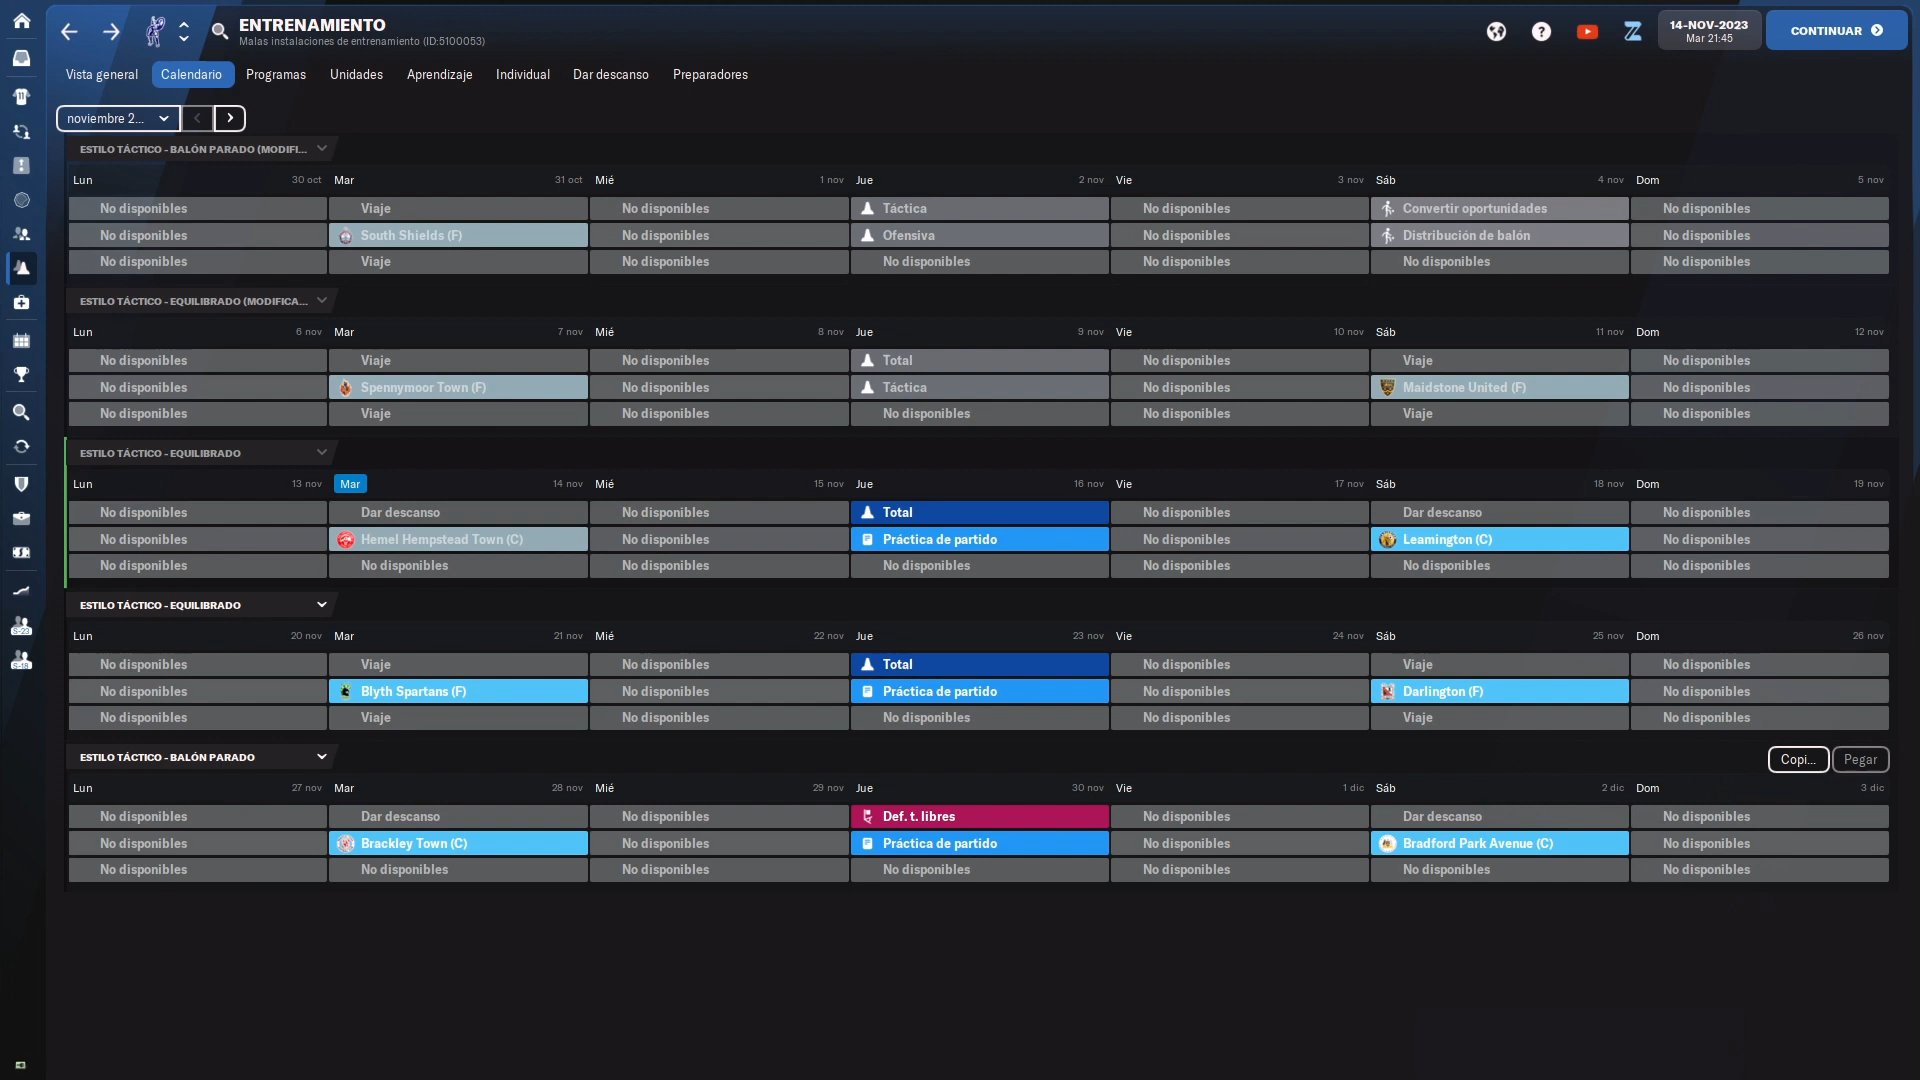 ENTRENAMIENTO
Malas instalaciones de entrenamiento (ID:5100053)
14-NOV-2023
Mar 21:45
CONTINUAR
Vista general Calendario Programas Unidades Aprendizaje Individual Dar descanso Preparadores
noviembre 2...
ESTILO TÁCTICO - BALÓN PARADO (MODIFI...
Lun 30 oct Mar 31 oct Mié 1 nov Jue 2 nov Vie 3 nov Sáb 4 nov Dom 5 nov
No disponibles Viaje No disponibles Táctica No disponibles Convertir oportunidades No disponibles
No disponibles South Shields (F) No disponibles Ofensiva No disponibles Distribución de balón No disponibles
No disponibles Viaje No disponibles No disponibles No disponibles No disponibles No disponibles
ESTILO TÁCTICO - EQUILIBRADO (MODIFICA...
Lun 6 nov Mar 7 nov Mié 8 nov Jue 9 nov Vie 10 nov Sáb 11 nov Dom 12 nov
No disponibles Viaje No disponibles Total No disponibles Viaje No disponibles
No disponibles Spennymoor Town (F) No disponibles Táctica No disponibles Maidstone United (F) No disponibles
No disponibles Viaje No disponibles No disponibles No disponibles Viaje No disponibles
ESTILO TÁCTICO - EQUILIBRADO
Lun 13 nov Mar 14 nov Mié 15 nov Jue 16 nov Vie 17 nov Sáb 18 nov Dom 19 nov
No disponibles Dar descanso No disponibles Total No disponibles Dar descanso No disponibles
No disponibles Hemel Hempstead Town (C) No disponibles Práctica de partido No disponibles Leamington (C) No disponibles
No disponibles No disponibles No disponibles No disponibles No disponibles No disponibles No disponibles
ESTILO TÁCTICO - EQUILIBRADO
Lun 20 nov Mar 21 nov Mié 22 nov Jue 23 nov Vie 24 nov Sáb 25 nov Dom 26 nov
No disponibles Viaje No disponibles Total No disponibles Viaje No disponibles
No disponibles Blyth Spartans (F) No disponibles Práctica de partido No disponibles Darlington (F) No disponibles
No disponibles Viaje No disponibles No disponibles No disponibles Viaje No disponibles
ESTILO TÁCTICO - BALÓN PARADO
Copi... Pegar
Lun 27 nov Mar 28 nov Mié 29 nov Jue 30 nov Vie 1 dic Sáb 2 dic Dom 3 dic
No disponibles Dar descanso No disponibles Def. t. libres No disponibles Dar descanso No disponibles
No disponibles Brackley Town (C) No disponibles Práctica de partido No disponibles Bradford Park Avenue (C) No disponibles
No disponibles No disponibles No disponibles No disponibles No disponibles No disponibles No disponibles
S-23
S-18